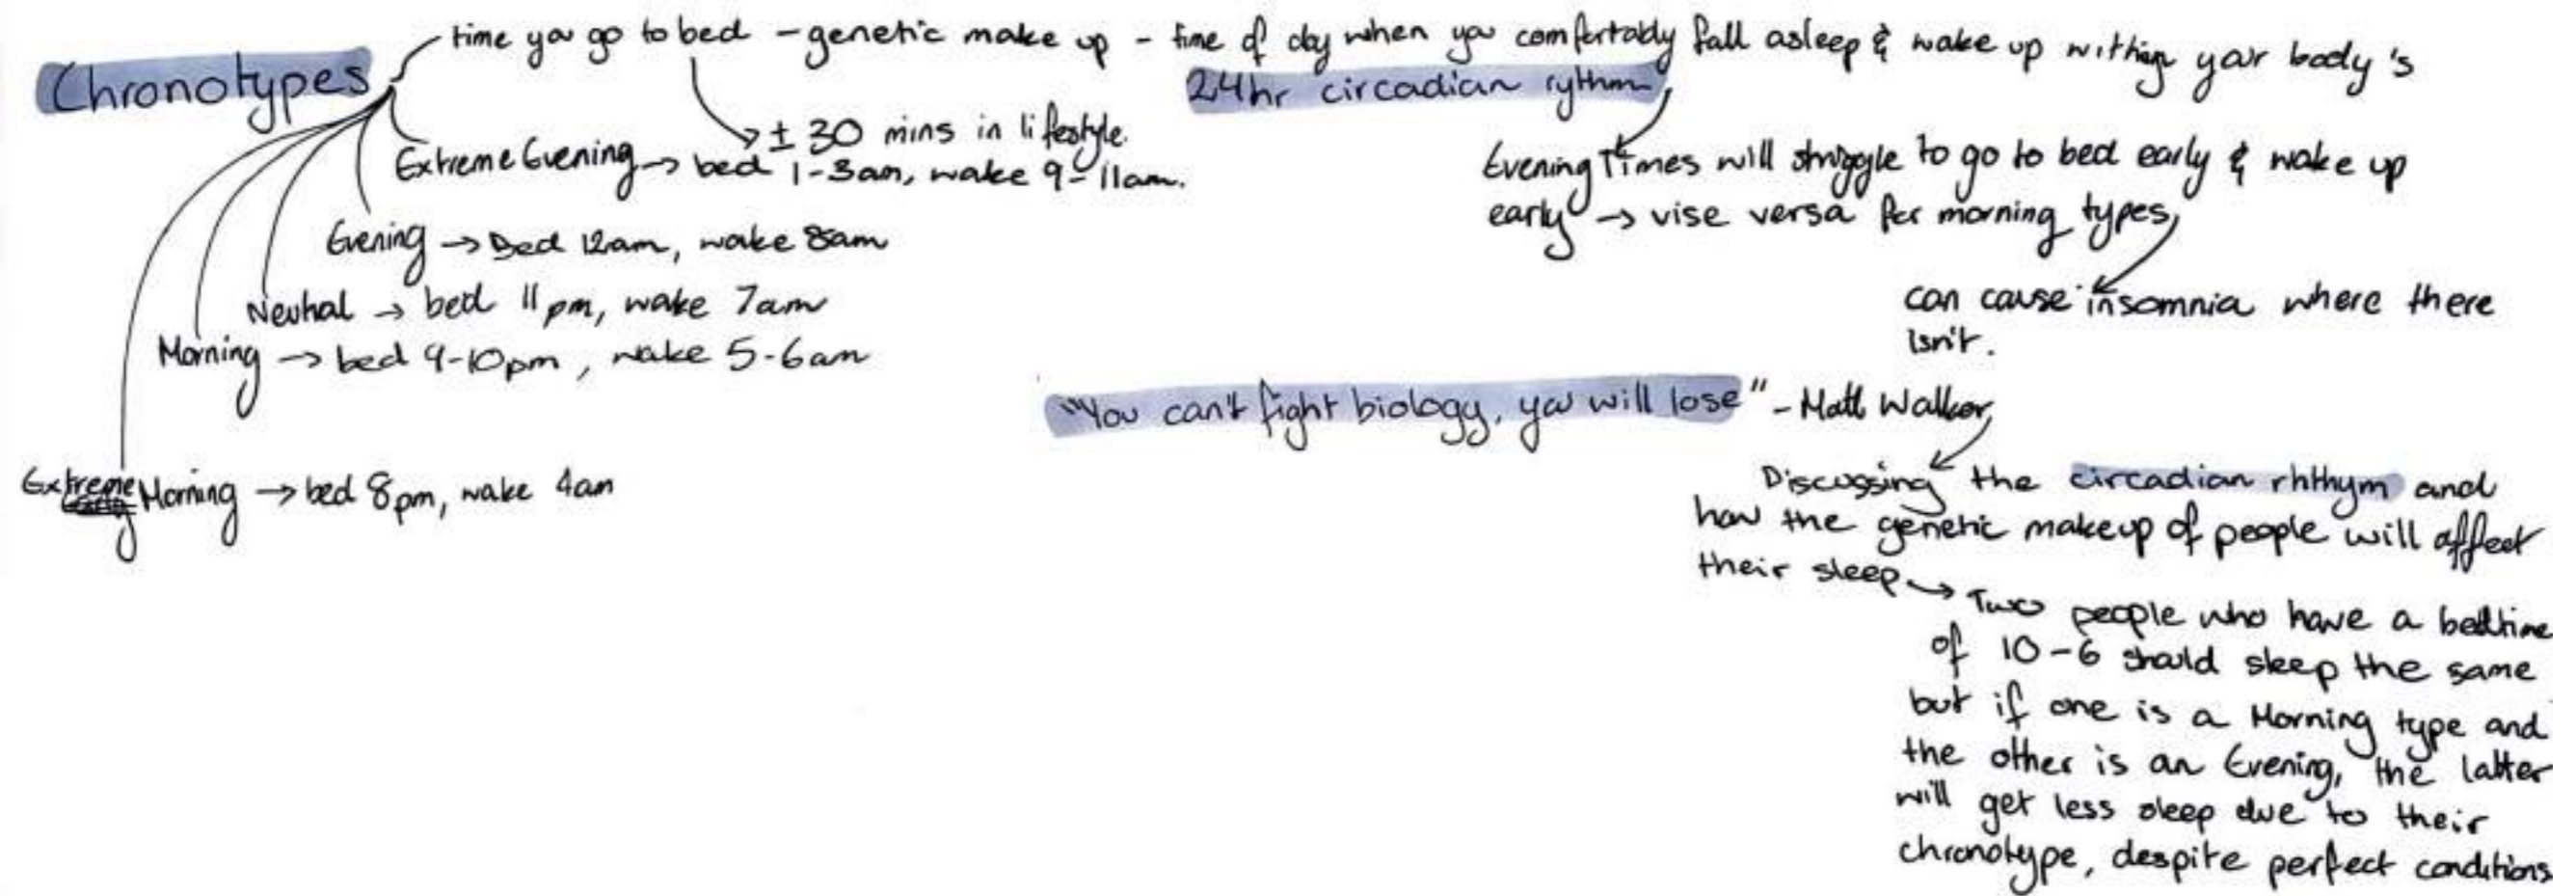 Chronotypes
time you go to bed - genetic make up - time of day when you comfortably fall asleep & wake up within your body's
24hr circadian rythm
± 30 mins in lifestyle.
Extreme Evening → bed 1-3am, wake 9-11am.
Evening → Bed 12am, wake 8am
Neutral → bed 11pm, wake 7am
Morning → bed 9-10pm, wake 5-6am
Extreme Morning → bed 8pm, wake 4am
Evening Times will struggle to go to bed early & wake up
early → vise versa for morning types
can cause insomnia where there
isn't.
"You can't fight biology, you will lose" - Matt Walker
Discussing the circadian rhthym and
how the genetic makeup of people will affect
their sleep →
Two people who have a bedtime
of 10-6 should sleep the same
but if one is a Morning type and
the other is an Evening, the latter
will get less sleep due to their
chronotype, despite perfect conditions